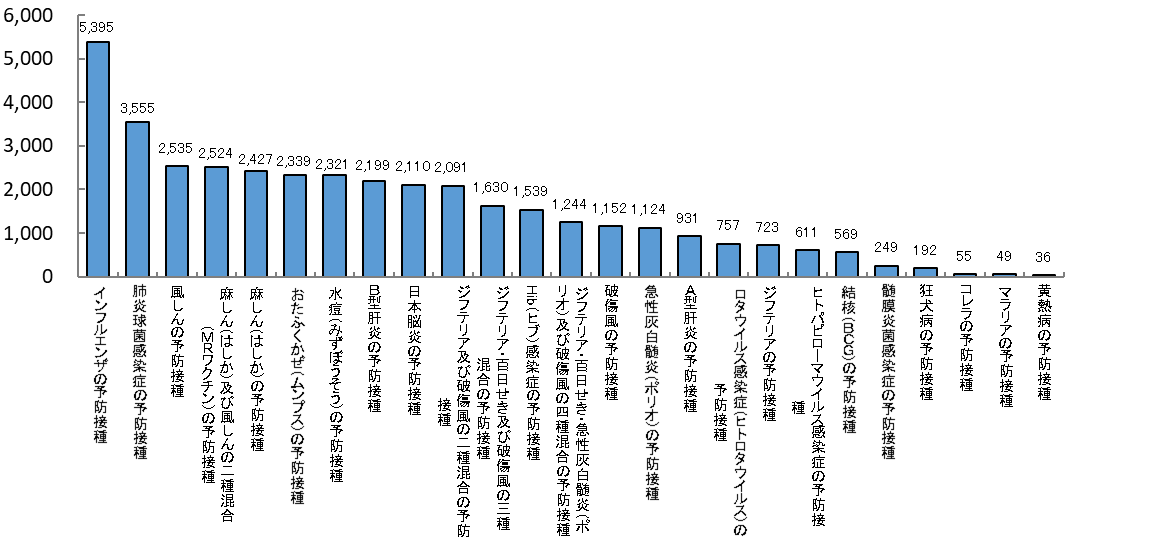 6,000
5,000
4,000
3,000
2,000
1,000
0
5,395
3,555
2,535
2,524
2,427
2,339
2,321
2,199
2,110
2,091
1,630
1,539
1,244
1,152
1,124
931
757
723
611
569
249
192
55
49
36
インフルエンザの予防接種
肺炎球菌感染症の予防接種
風しんの予防接種
麻しん(はしか)及び風しんの二種混合
(MRワクチン)の予防接種
麻しん(はしか)の予防接種
おたふくかぜ(ムンプス)の予防接種
水痘(みずぼうそう)の予防接種
B型肝炎の予防接種
日本脳炎の予防接種
ジフテリア及び破傷風の二種混合の予防
接種
ジフテリア・百日せき及び破傷風の三種
混合の予防接種
Hib(ヒブ)感染症の予防接種
ジフテリア・百日せき・急性灰白髄炎(ポ
リオ)及び破傷風の四種混合の予防接種
破傷風の予防接種
急性灰白髄炎(ポリオ)の予防接種
A型肝炎の予防接種
ロタウイルス感染症(ヒトロタウイルス)の
予防接種
ジフテリアの予防接種
ヒトパピローマウイルス感染症の予防接
種
結核(BCG)の予防接種
髄膜炎菌感染症の予防接種
狂犬病の予防接種
コレラの予防接種
マラリアの予防接種
黄熱病の予防接種